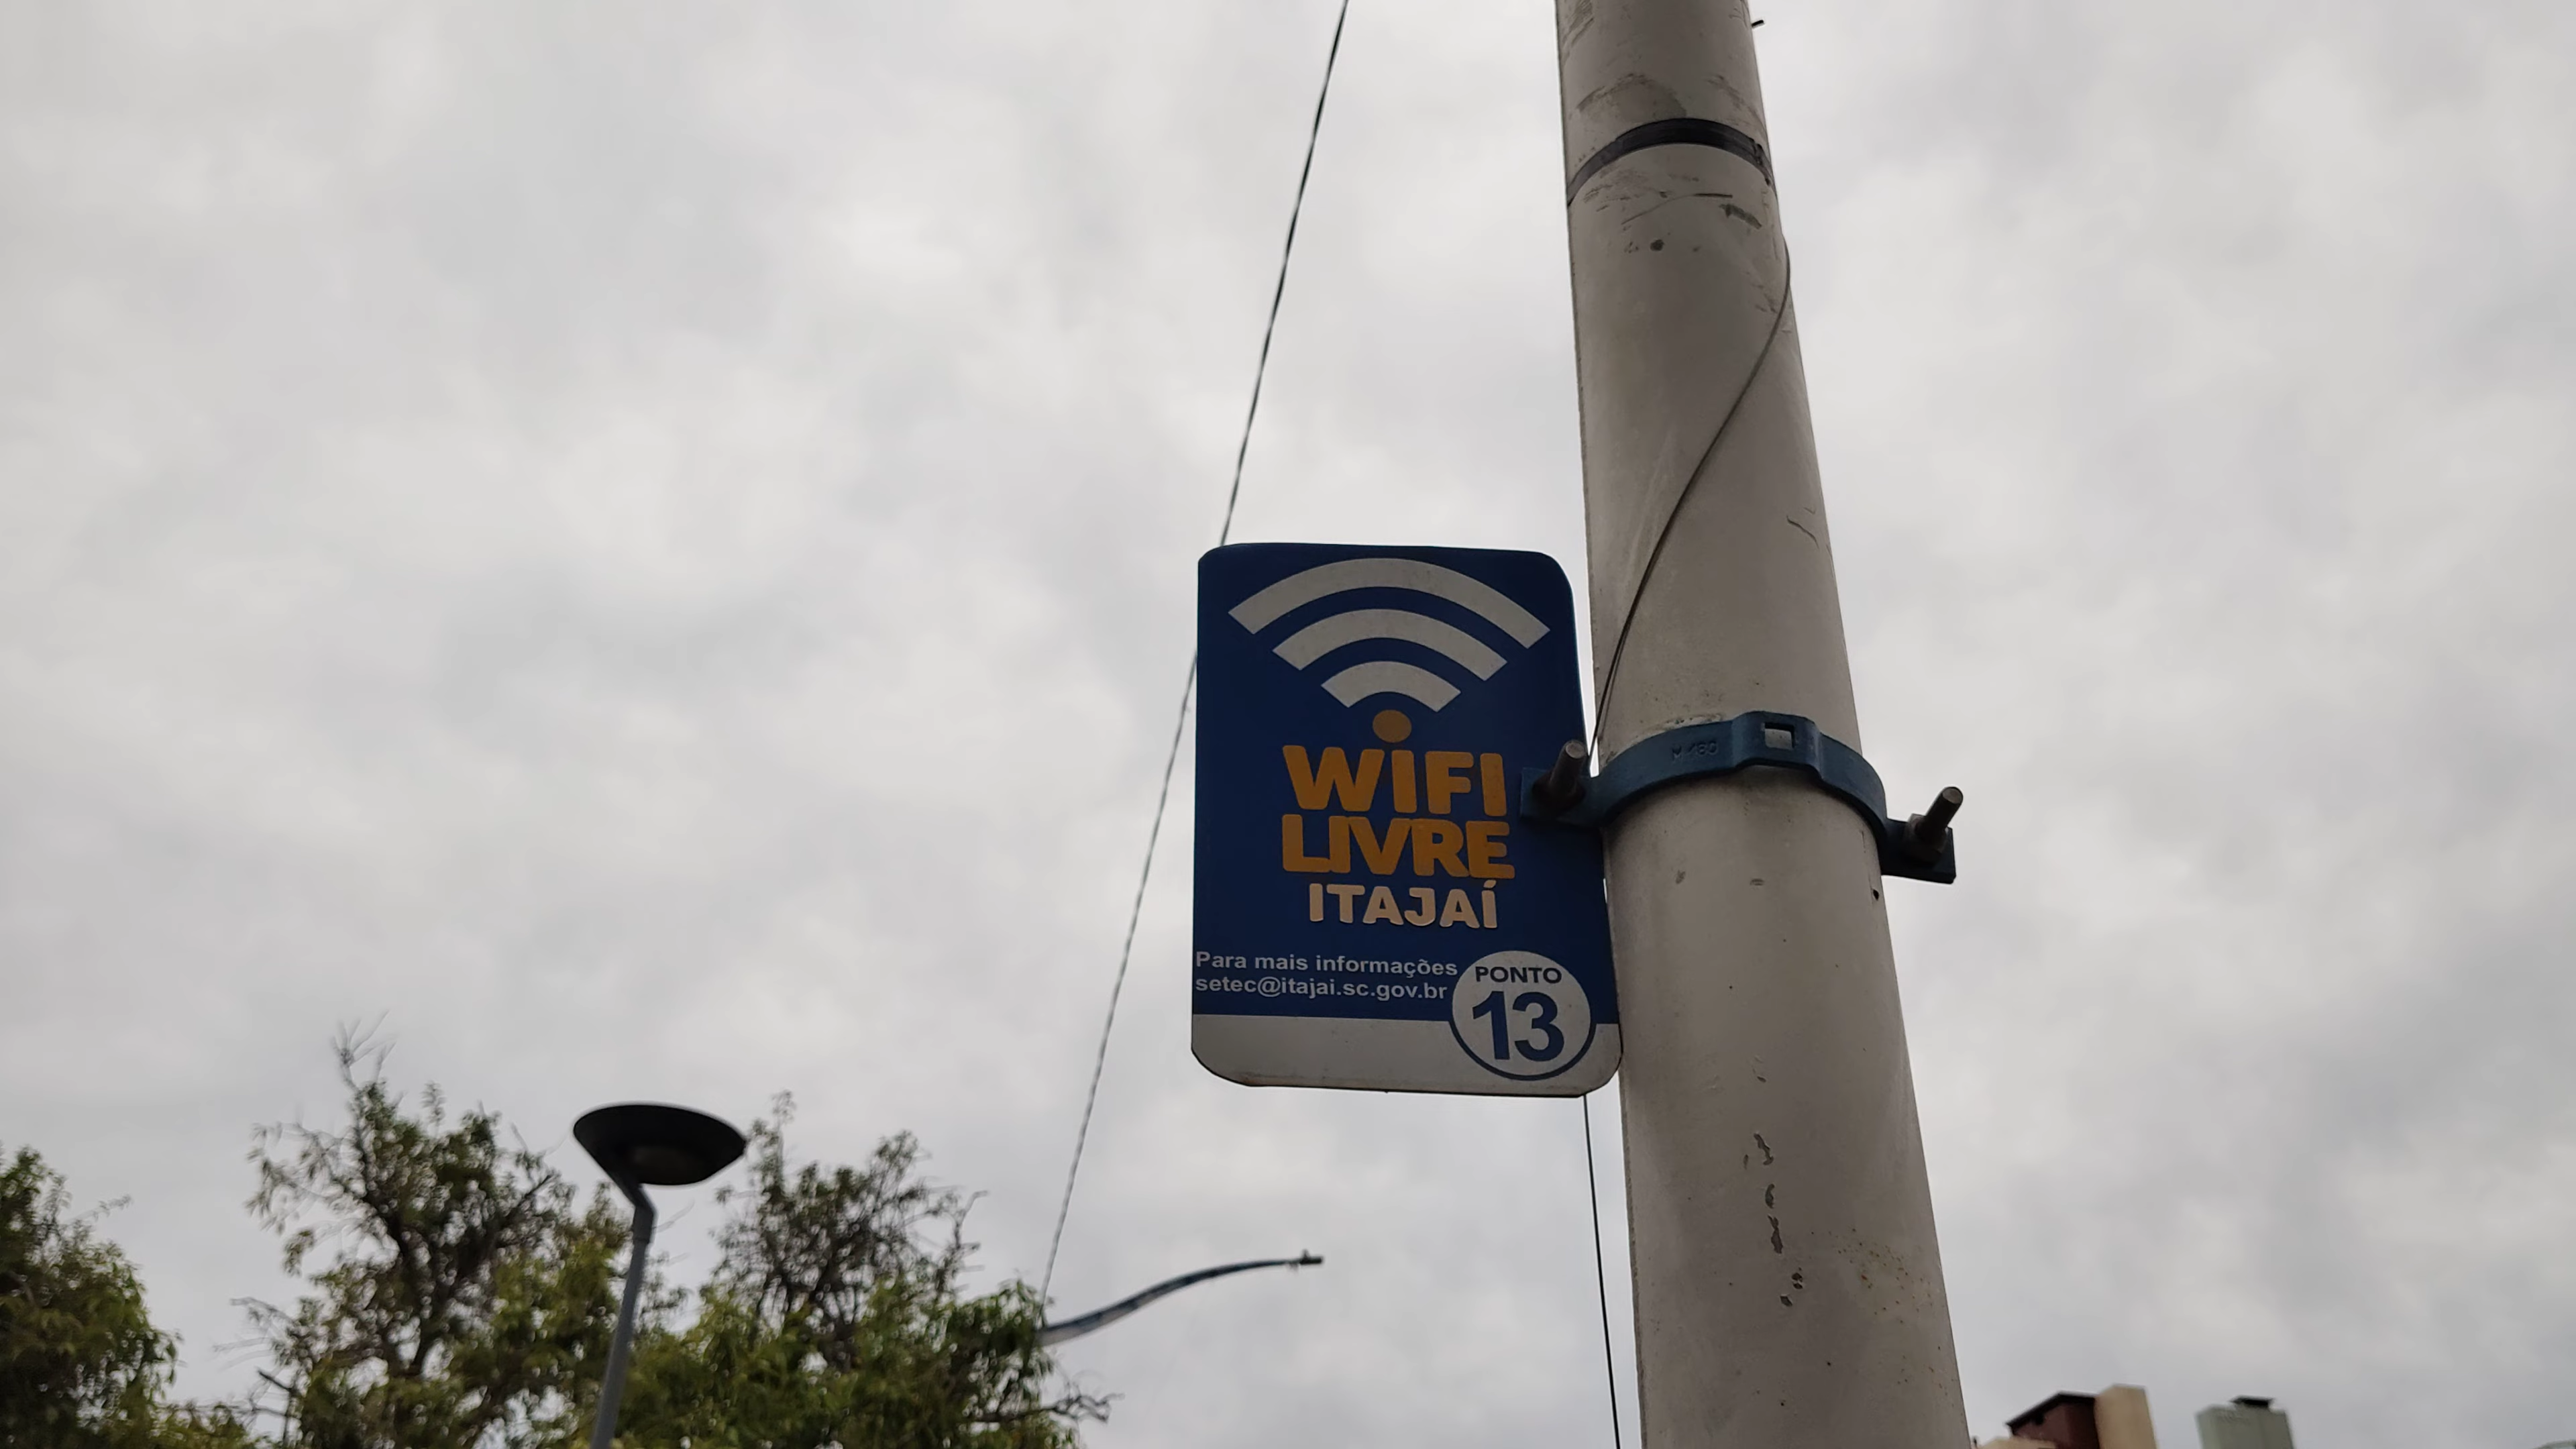 WiFi
LIVRE
ITAJAÍ
Para mais informações
setec@itajai.sc.gov.br
PONTO
13